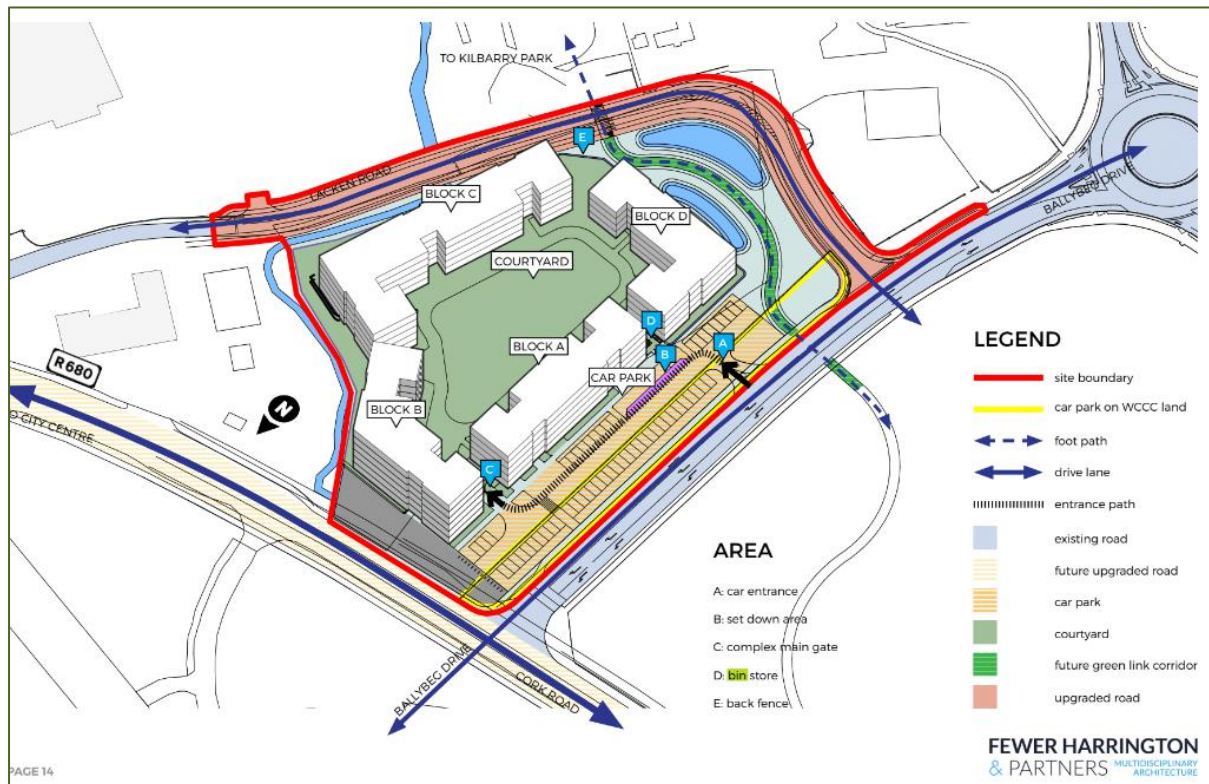 TO KILBARRY PARK
E
LACKEN ROAD
BLOCK C
BLOCK D
BALLYBEG DRIVE
COURTYARD
D
A
BLOCK A
B
R680
CAR PARK
N
BLOCK B
O CITY CENTRE
C
BALLYBEG DRIVE
CORK ROAD
AREA
A: car entrance
B: set down area
C: complex main gate
D: bin store
E: back fence
LEGEND
site boundary
car park on WCCC land
foot path
drive lane
entrance path
existing road
future upgraded road
car park
courtyard
future green link corridor
upgraded road
FEWER HARRINGTON
& PARTNERS MULTIDISCIPLINARY
ARCHITECTURE
PAGE 14